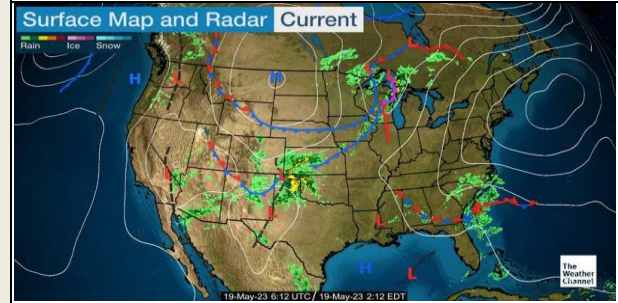 Surface Map and Radar Current
Rain Ice Snow
L
H
L
H
L
L
L
L
H
L
The
Weather
Channel
19-May-23 6:12 UTC / 19-May-23 2:12 EDT